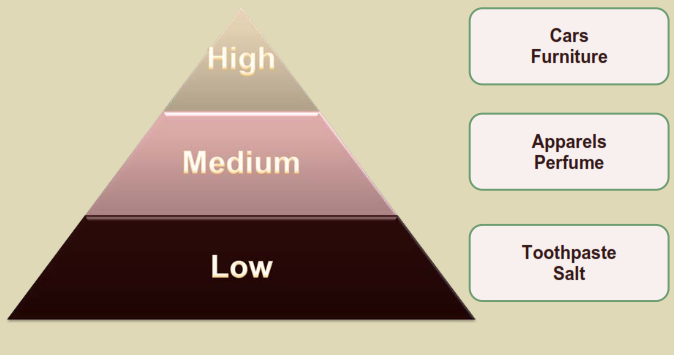 High
Cars
Furniture
Medium
Apparels
Perfume
Low
Toothpaste
Salt